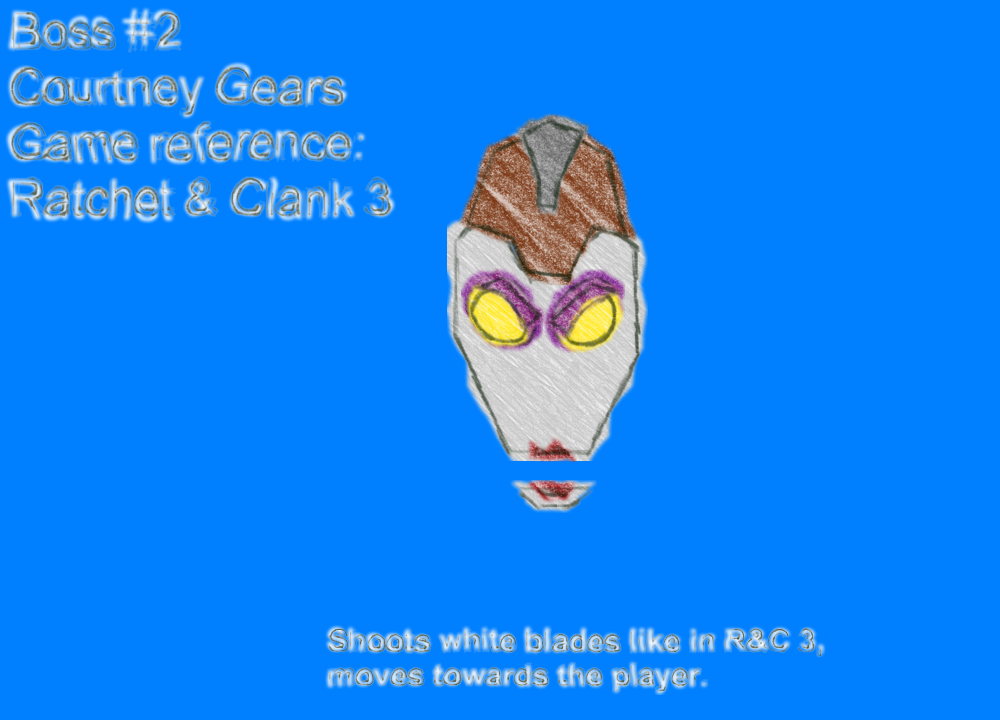 Boss #2
Courtney Gears
Game reference:
Ratchet & Clank 3
Shoots white blades like in R&C 3,
moves towards the player.